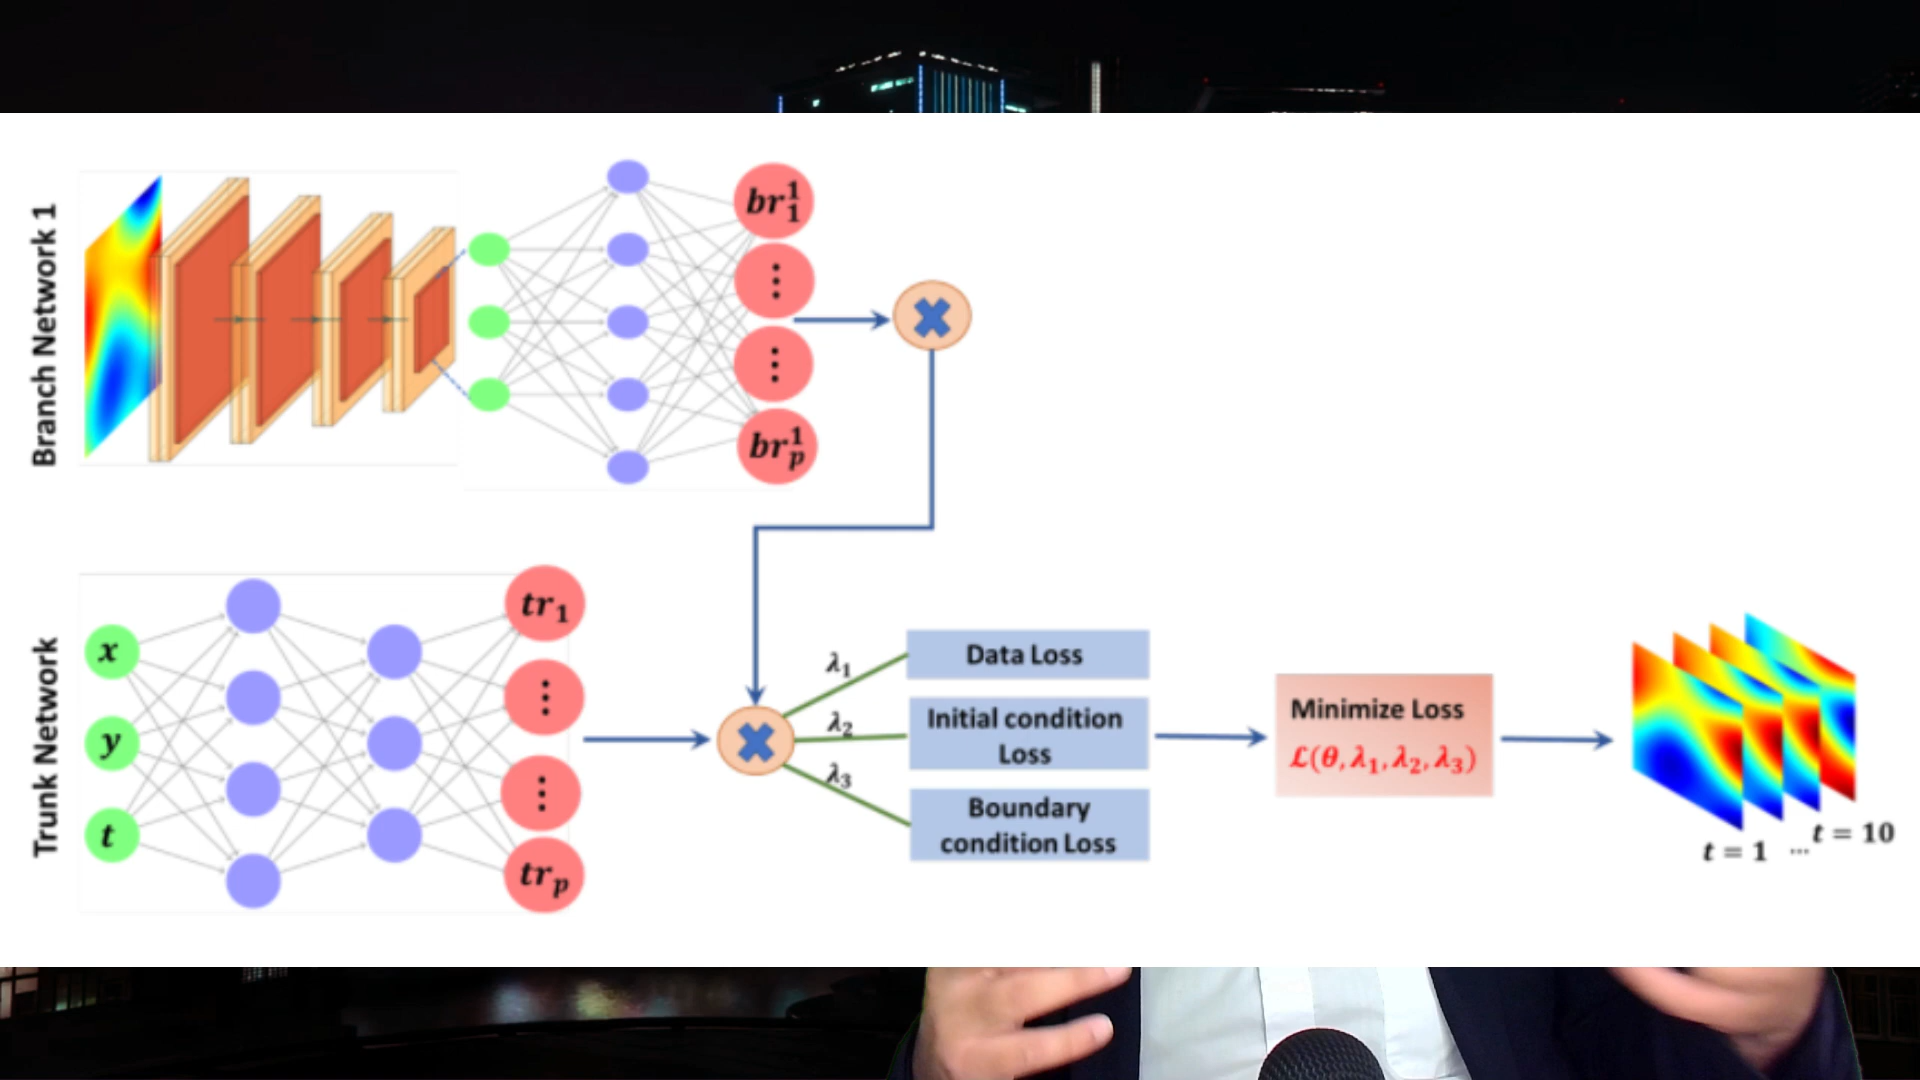 Branch Network 1
br₁¹
⋮
⋮
brₚ¹
Trunk Network
x
y
t
tr₁
⋮
⋮
trₚ
λ₁
λ₂
λ₃
Data Loss
Initial condition
Loss
Boundary
condition Loss
Minimize Loss
ℒ(θ,λ₁,λ₂,λ₃)
t = 1 ... t = 10